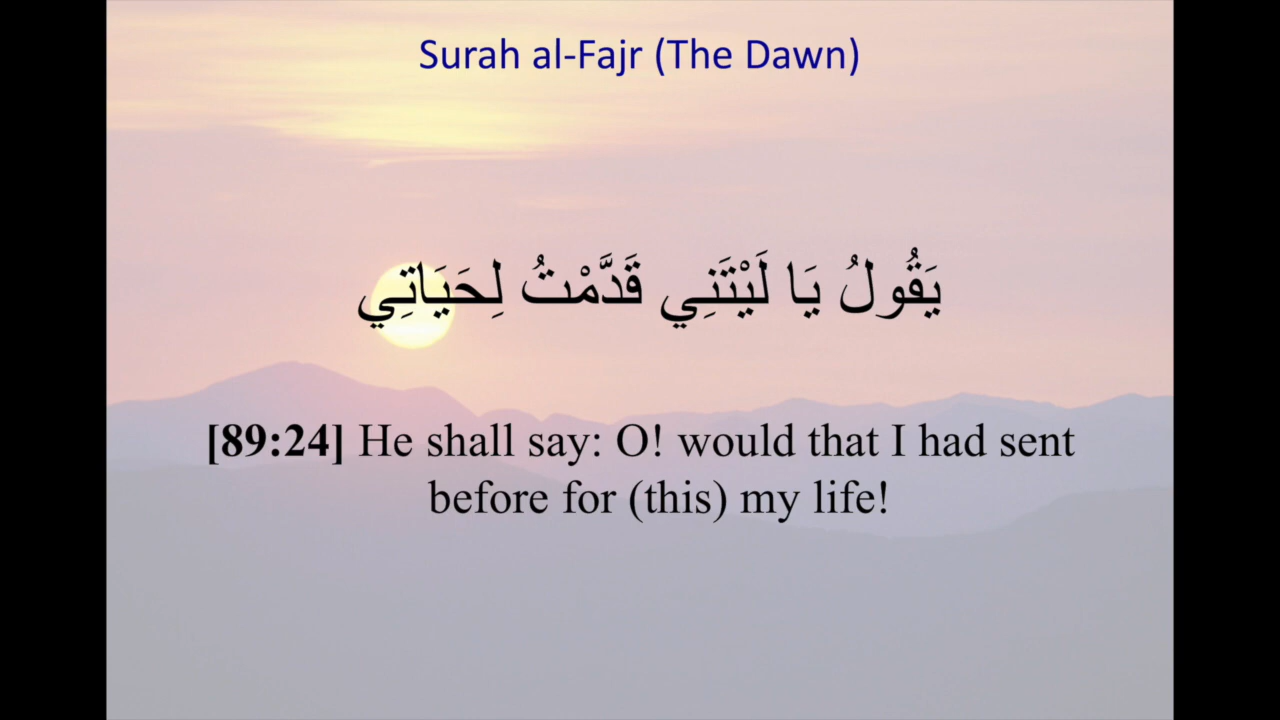 Surah al-Fajr (The Dawn)
يَقُولُ يَا لَيْتَنِي قَدَّمْتُ لِحَيَاتِي
[89:24] He shall say: O! would that I had sent
before for (this) my life!